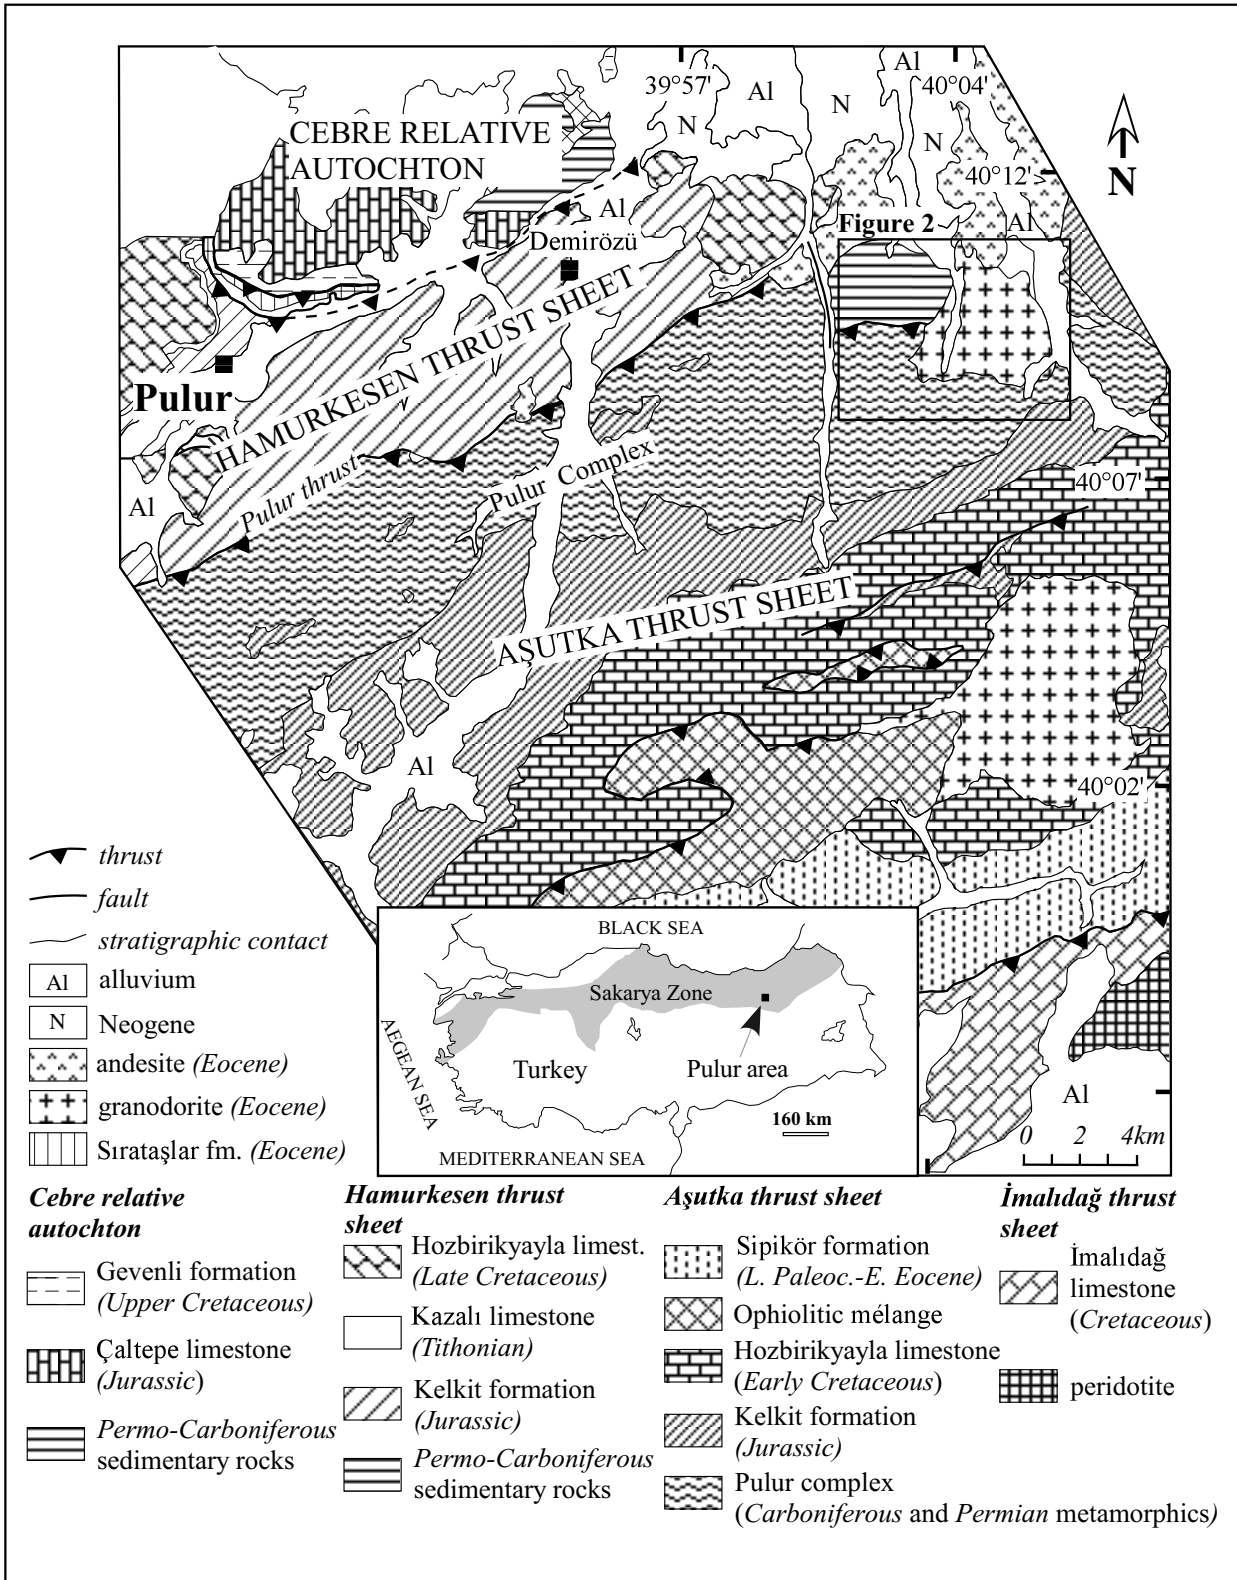 39°57'
Al
Al
40°04'
N
N
N
CEBRE RELATIVE
AUTOCHTON
40°12'
N
Al
Figure 2
Al
Demirözü
Pulur
HAMURKESEN THRUST SHEET
Pulur thrust
Pulur Complex
40°07'
Al
AŞUTKA THRUST SHEET
Al
40°02'
thrust
fault
stratigraphic contact
Al alluvium
N Neogene
andesite (Eocene)
granodorite (Eocene)
Sırataşlar fm. (Eocene)
BLACK SEA
Sakarya Zone
AEGEAN SEA
Turkey
Pulur area
160 km
MEDITERRANEAN SEA
Al
0 2 4km
Cebre relative
autochton
Gevenli formation
(Upper Cretaceous)
Çaltepe limestone
(Jurassic)
Permo-Carboniferous
sedimentary rocks
Hamurkesen thrust
sheet
Hozbirikyayla limest.
(Late Cretaceous)
Kazalı limestone
(Tithonian)
Kelkit formation
(Jurassic)
Permo-Carboniferous
sedimentary rocks
Aşutka thrust sheet
Sipikör formation
(L. Paleoc.-E. Eocene)
Ophiolitic mélange
Hozbirikyayla limestone
(Early Cretaceous)
Kelkit formation
(Jurassic)
Pulur complex
(Carboniferous and Permian metamorphics)
İmalıdağ thrust
sheet
İmalıdağ
limestone
(Cretaceous)
peridotite